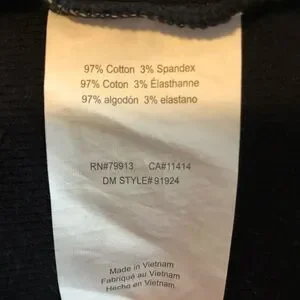 97% Cotton 3% Spandex
97% Coton 3% Élasthanne
97% algodón 3% elastano
RN#79913 CA#11414
DM STYLE#91924
Made in Vietnam
Fabriqué au Vietnam
Hecho en Vietnam